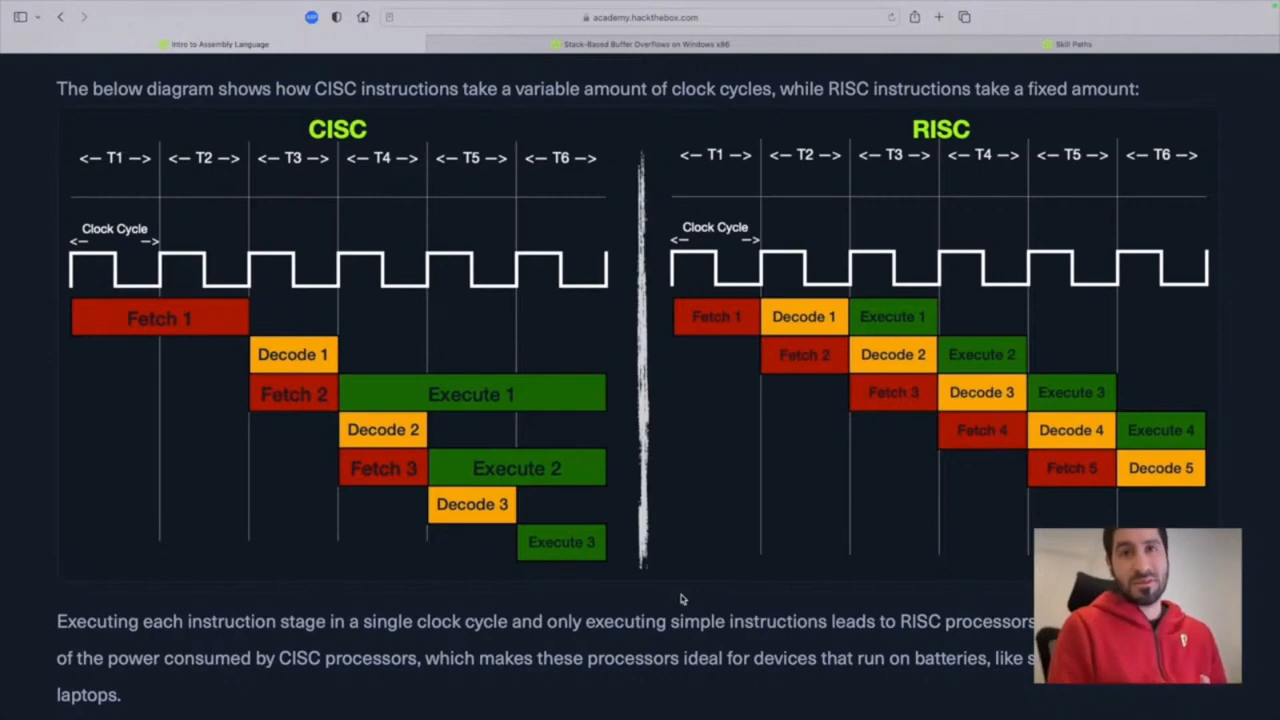 academy.hackthebox.com
Intro to Assembly Language
Stack-Based Buffer Overflows on Windows x86
Skill Paths
The below diagram shows how CISC instructions take a variable amount of clock cycles, while RISC instructions take a fixed amount:
CISC
<— T1 —> <— T2 —> <— T3 —> <— T4 —> <— T5 —> <— T6 —>
Clock Cycle
<— —>
Fetch 1
Decode 1
Fetch 2 Execute 1
Decode 2
Fetch 3 Execute 2
Decode 3
Execute 3
RISC
<— T1 —> <— T2 —> <— T3 —> <— T4 —> <— T5 —> <— T6 —>
Clock Cycle
<— —>
Fetch 1 Decode 1 Execute 1
Fetch 2 Decode 2 Execute 2
Fetch 3 Decode 3 Execute 3
Fetch 4 Decode 4 Execute 4
Fetch 5 Decode 5
Executing each instruction stage in a single clock cycle and only executing simple instructions leads to RISC processors
of the power consumed by CISC processors, which makes these processors ideal for devices that run on batteries, like
laptops.